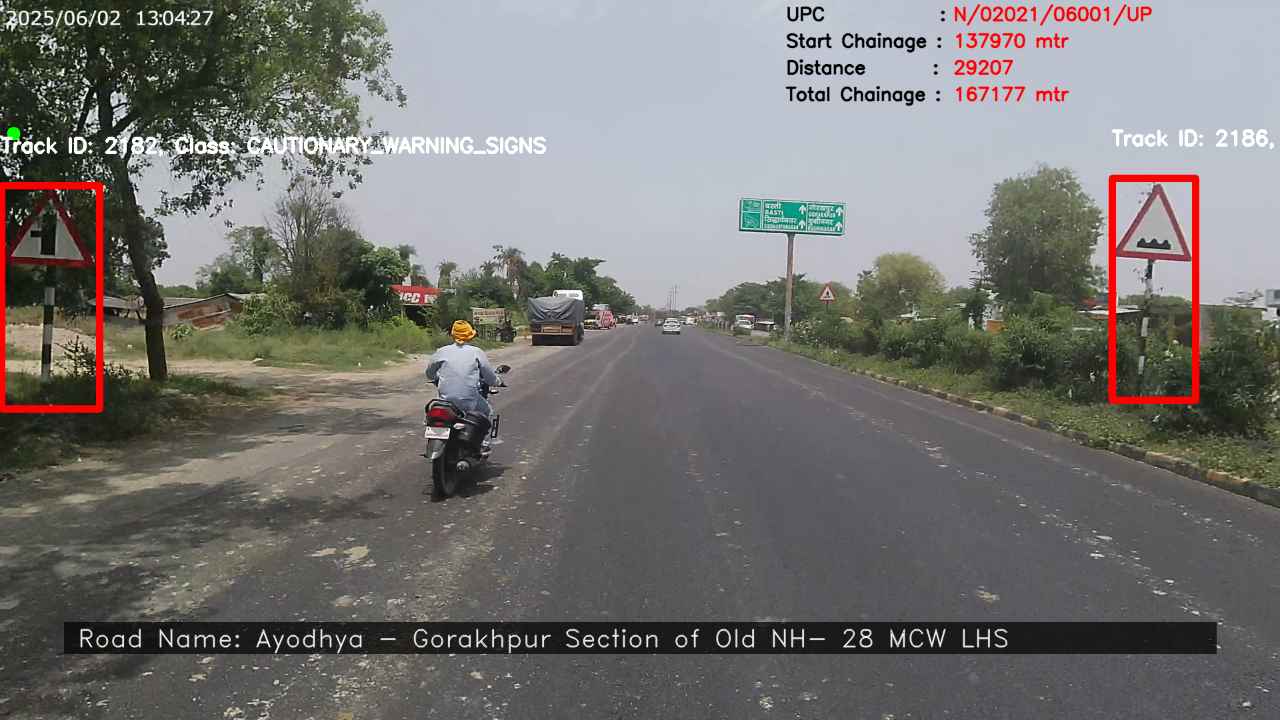 2025/06/02 13:04:27
UPC : N/02021/06001/UP
Start Chainage : 137970 mtr
Distance : 29207
Total Chainage : 167177 mtr
Track ID: 2182, Class: CAUTIONARY_WARNING_SIGNS
Track ID: 2186,
बस्ती
BASTI
गोरखपुर
Road Name: Ayodhya - Gorakhpur Section of Old NH- 28 MCW LHS